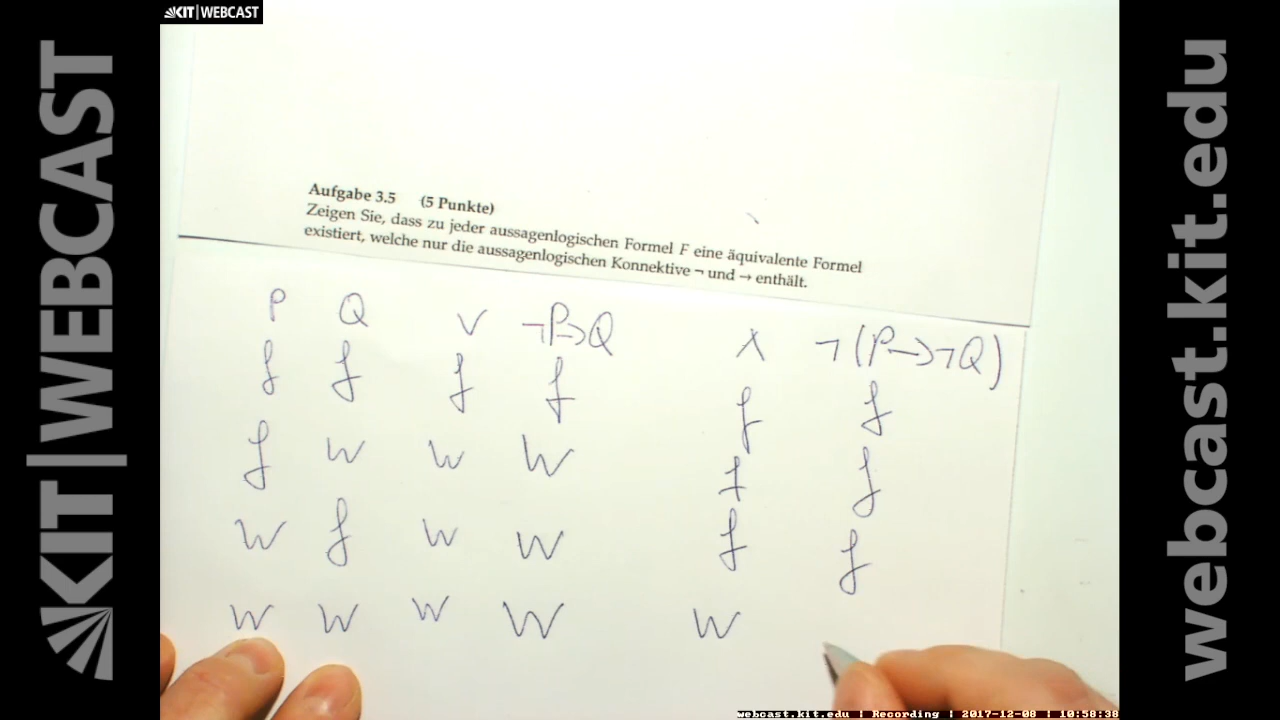 KIT|WEBCAST
KIT|WEBCAST
webcast.kit.edu
Aufgabe 3.5 (5 Punkte)
Zeigen Sie, dass zu jeder aussagenlogischen Formel F eine äquivalente Formel
existiert, welche nur die aussagenlogischen Konnektive ¬ und → enthält.
P Q ∨ ¬P→Q ∧ ¬(P→¬Q)
f f f f f f
f w w w f f
w f w w f f
w w w w w
webcast.kit.edu | Recording | 2017-12-08 | 10:58:38